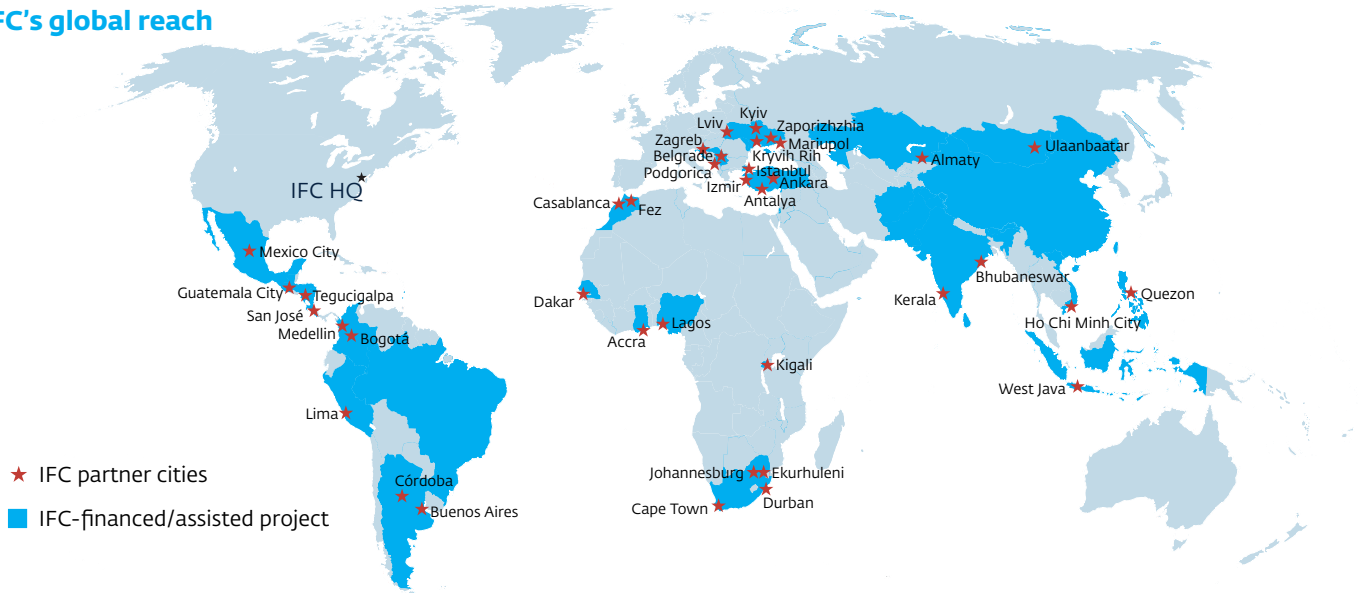 FC's global reach
Kyiv
Lviv
Zaporizhzhia
Zagreb
Mariupol
Belgrade
Kryvih Rih
Podgorica
Istanbul
Izmir
Ankara
Antalya
Almaty
Ulaanbaatar
IFC HQ
Casablanca
Fez
Mexico City
Guatemala City
Tegucigalpa
San José
Medellin
Bogotá
Dakar
Accra
Lagos
Kigali
Bhubaneswar
Kerala
Quezon
Ho Chi Minh City
West Java
Lima
Córdoba
Buenos Aires
Johannesburg
Ekurhuleni
Cape Town
Durban
IFC partner cities
IFC-financed/assisted project